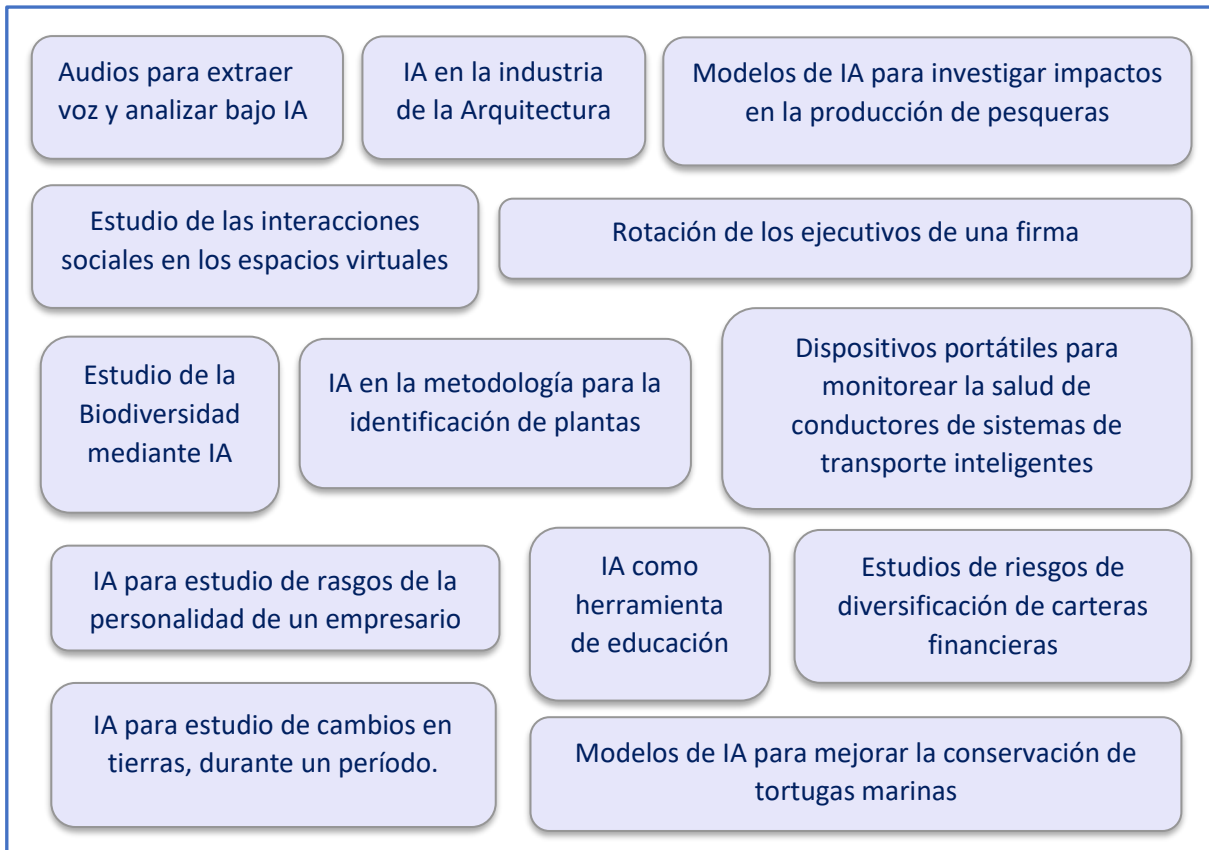 Audios para extraer
voz y analizar bajo IA
IA en la industria
de la Arquitectura
Modelos de IA para investigar impactos
en la producción de pesqueras
Estudio de las interacciones
sociales en los espacios virtuales
Rotación de los ejecutivos de una firma
Estudio de la
Biodiversidad
mediante IA
IA en la metodología para la
identificación de plantas
Dispositivos portátiles para
monitorear la salud de
conductores de sistemas de
transporte inteligentes
IA para estudio de rasgos de la
personalidad de un empresario
IA como
herramienta
de educación
Estudios de riesgos de
diversificación de carteras
financieras
IA para estudio de cambios en
tierras, durante un período.
Modelos de IA para mejorar la conservación de
tortugas marinas